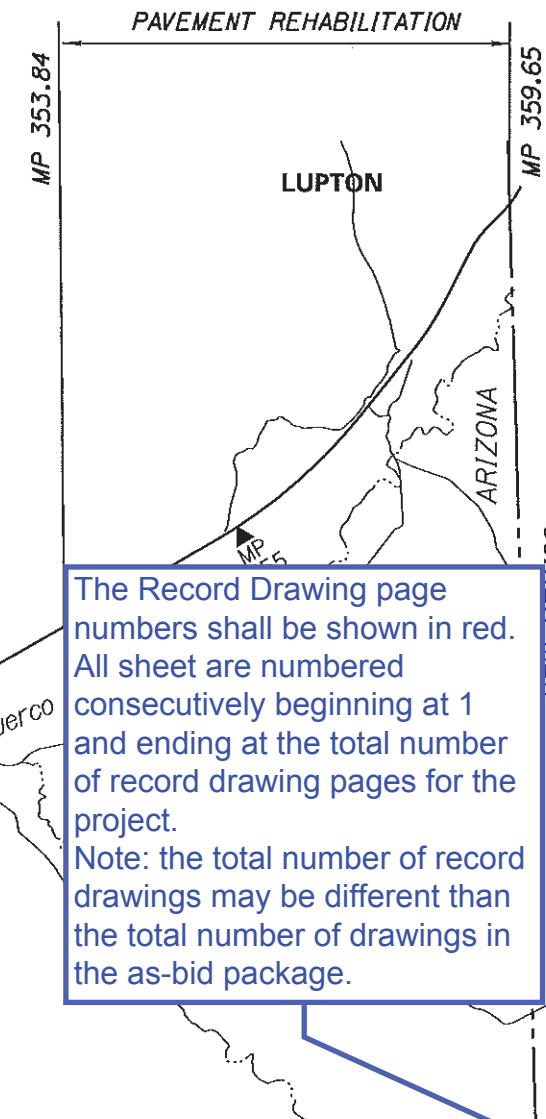 PAVEMENT REHABILITATION
MP 353.84
MP 359.65
LUPTON
ARIZONA
MP
The Record Drawing page
numbers shall be shown in red.
All sheet are numbered
consecutively beginning at 1
and ending at the total number
of record drawing pages for the
project.
Note: the total number of record
drawings may be different than
the total number of drawings in
the as-bid package.